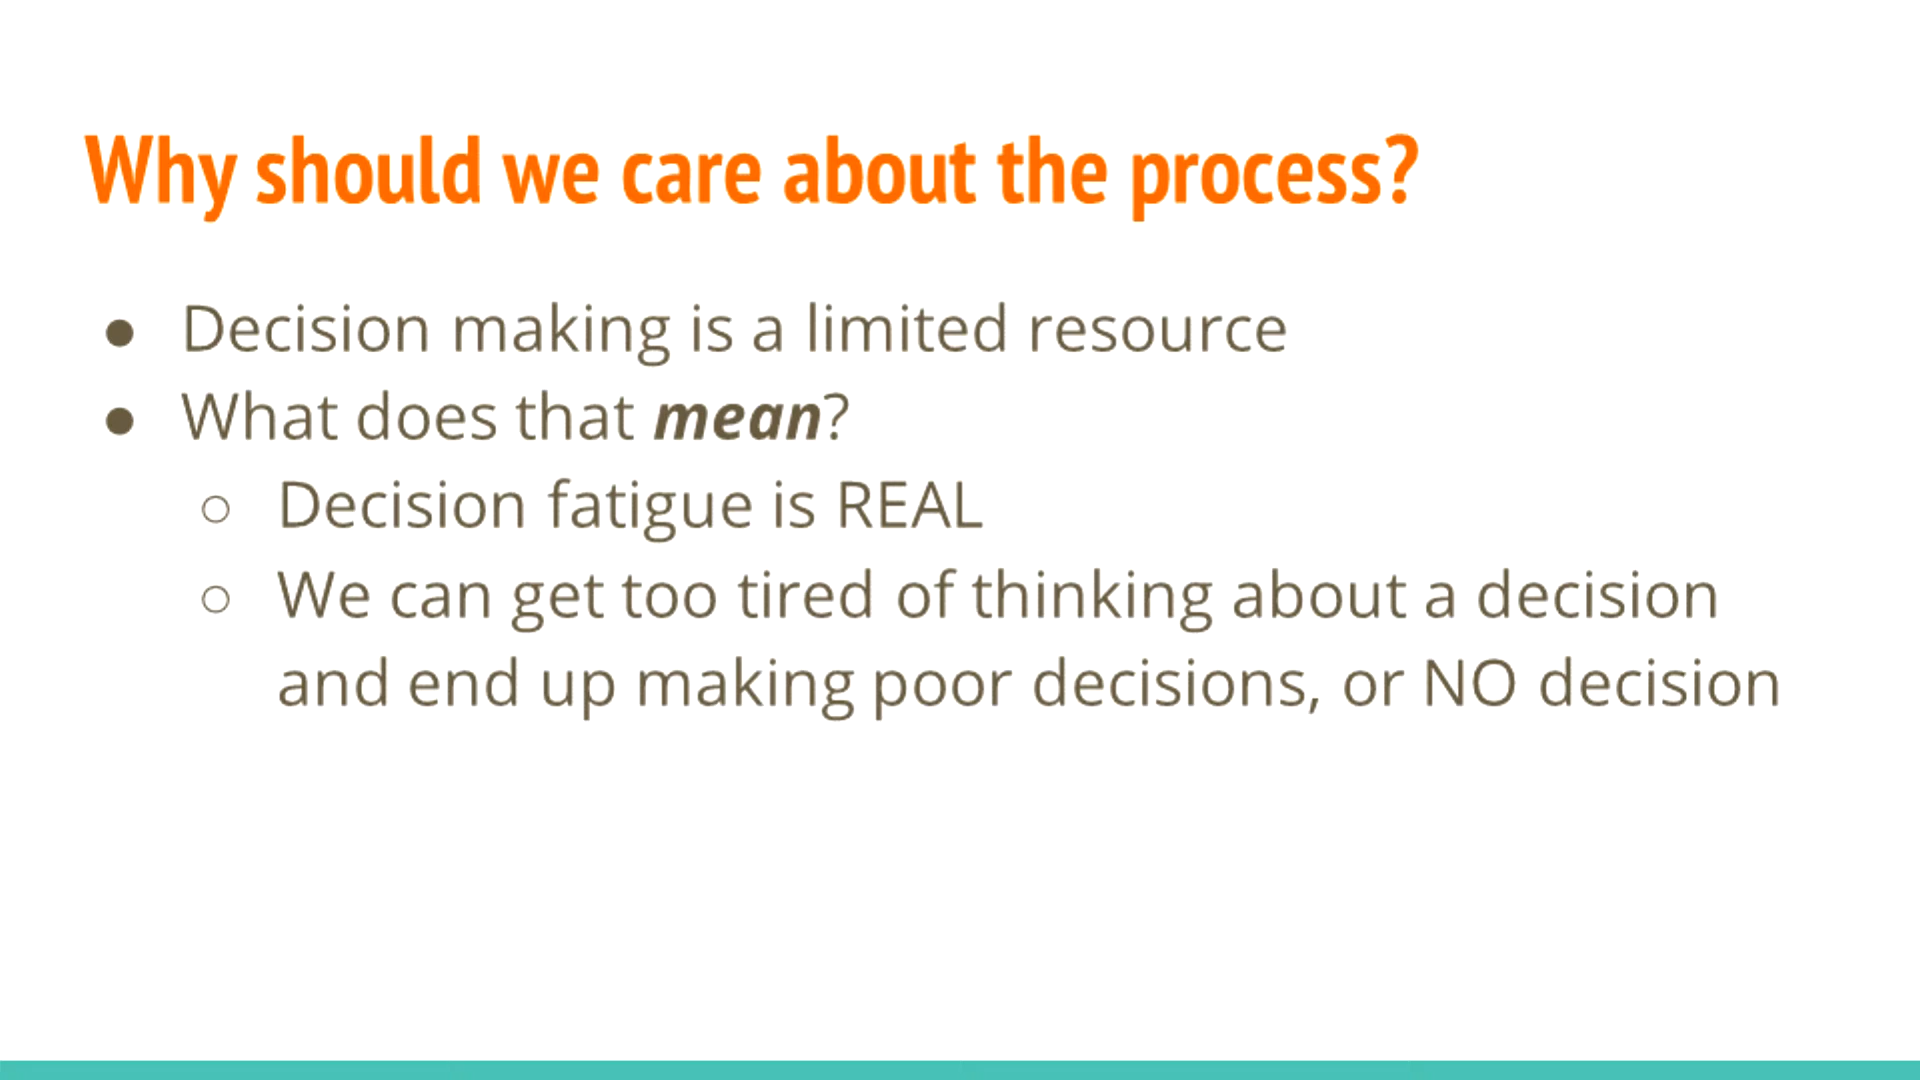 Why should we care about the process?
● Decision making is a limited resource
● What does that mean?
○ Decision fatigue is REAL
○ We can get too tired of thinking about a decision
and end up making poor decisions, or NO decision